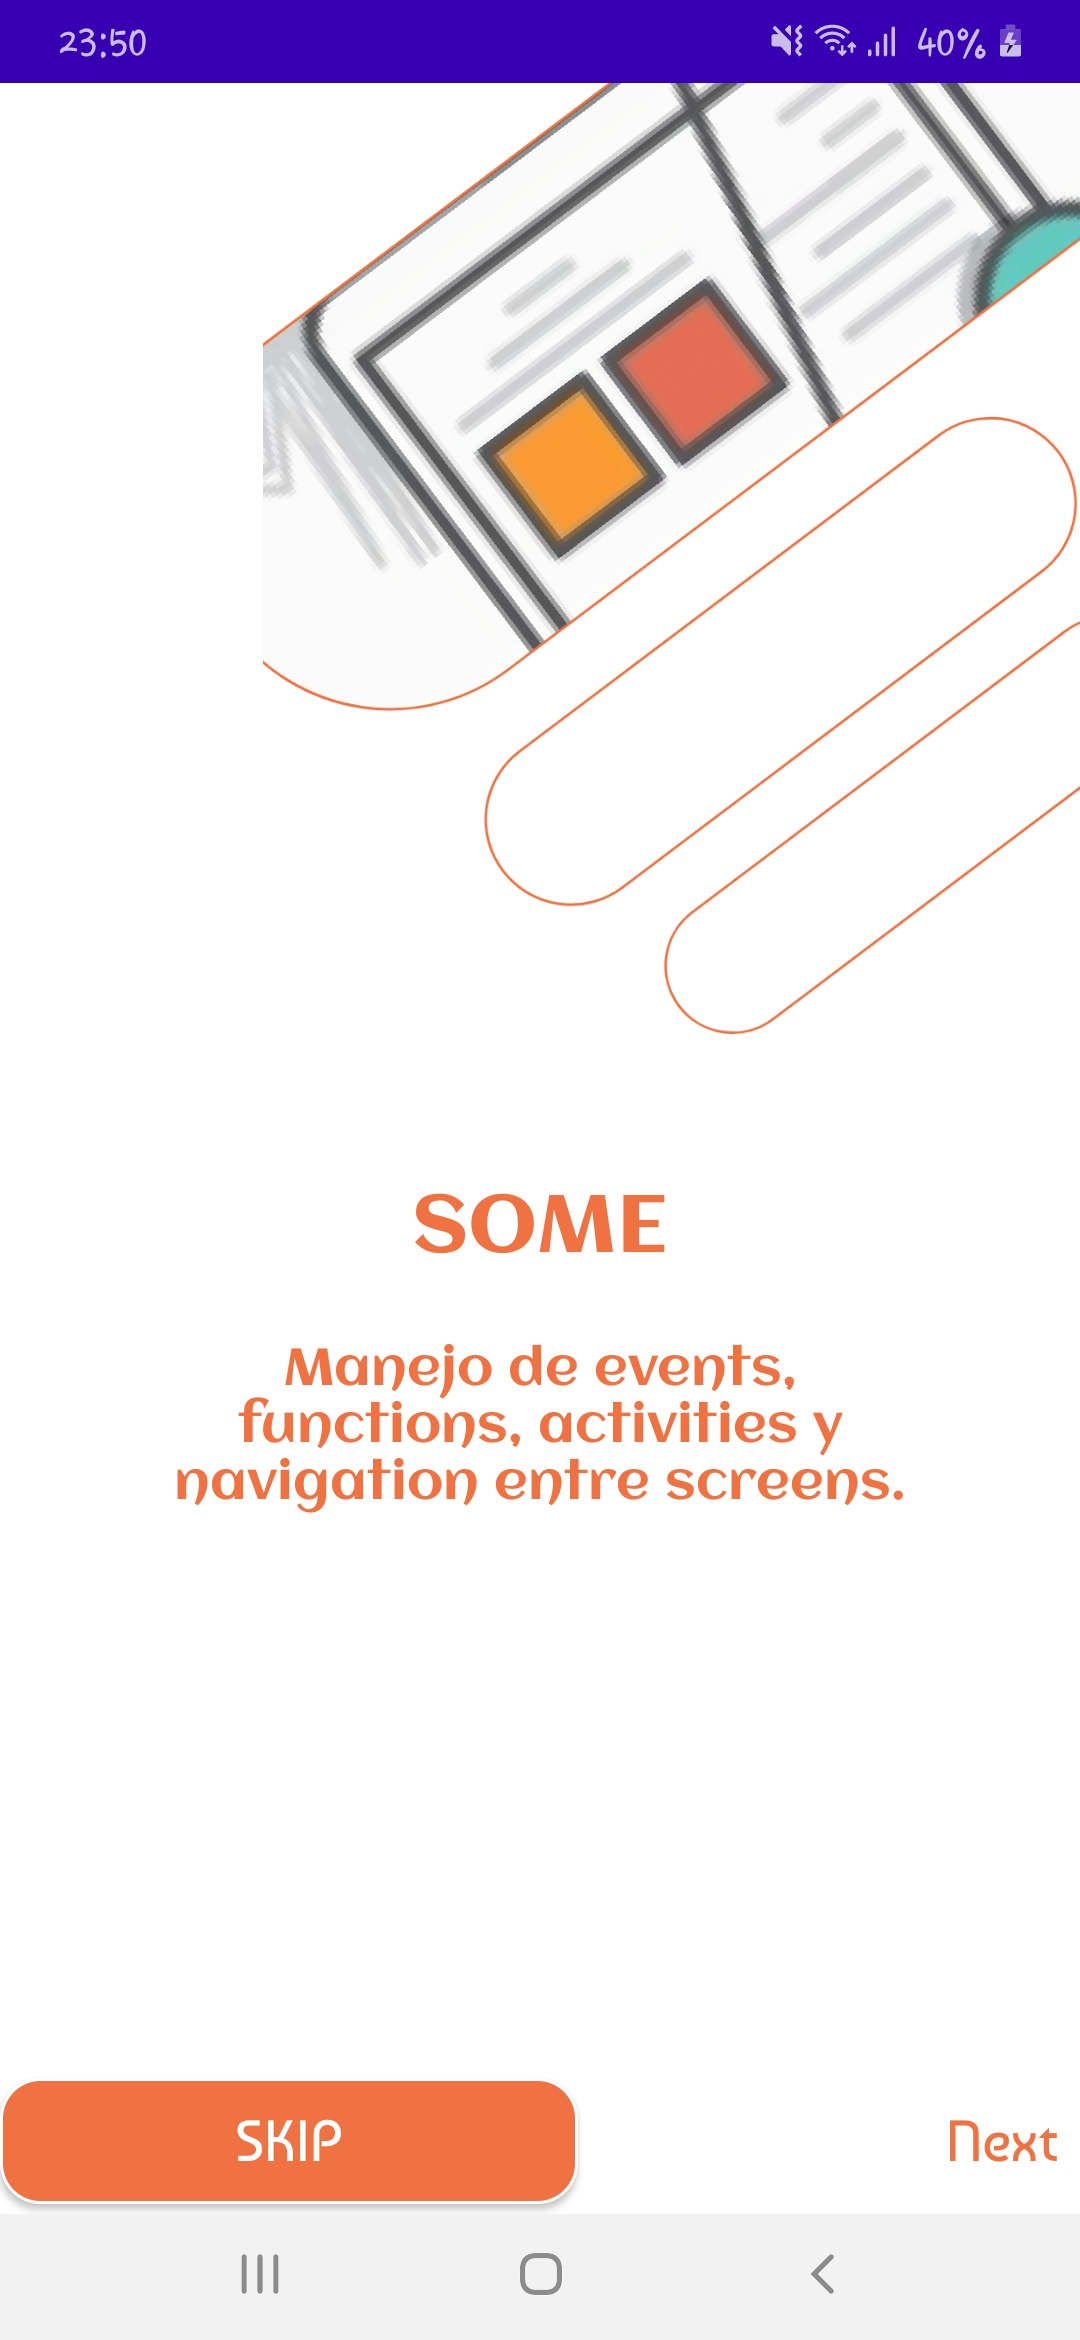 23:50
40%
SOME
Manejo de events,
functions, activities y
navigation entre screens.
SKIP
Next